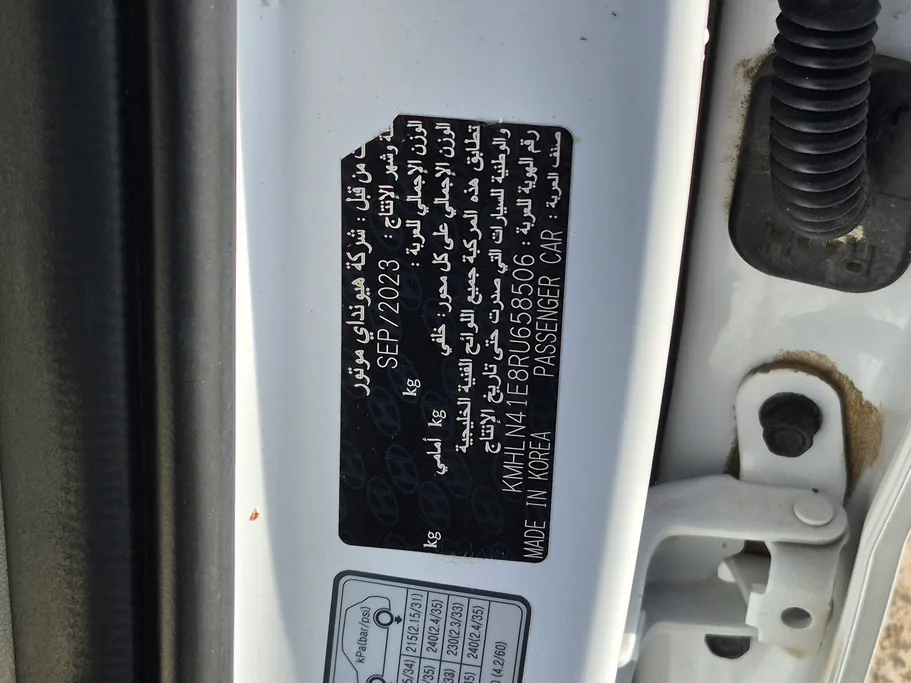 من قبل : شركة هيونداي موتور
وشهر الإنتاج : SEP/2023
الوزن الإجمالي للعربة : kg
الوزن الإجمالي على كل محور: خلفي kg أمامي kg
تطابق هذه المركبة جميع اللوائح الفنية الخليجية
والوطنية للسيارات التي صدرت حتى تاريخ الإنتاج
رقم الهوية للعربة : KMHLN41E8RU658506
صنف العربة : PASSENGER CAR MADE IN KOREA
kPa(bar/psi)
215(2.15/31)
240(2.4/35)
230(2.3/33)
240(2.4/35)
(4.2/60)